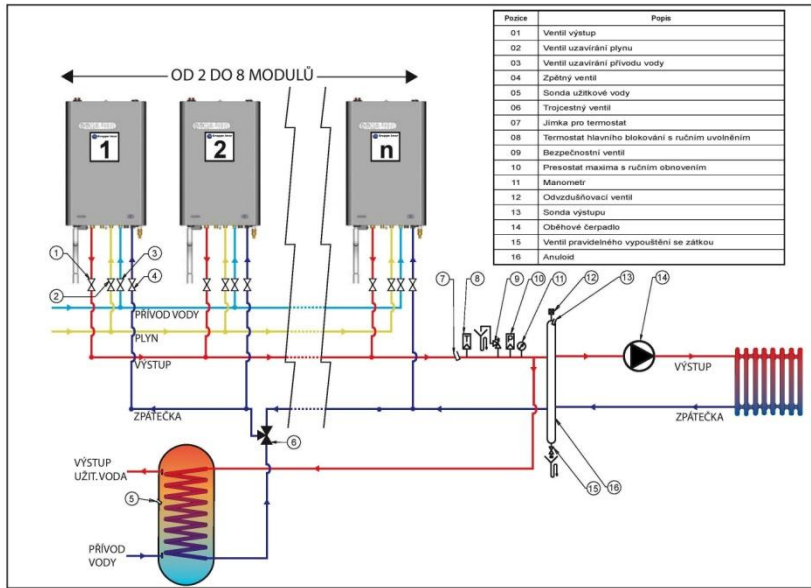 OD 2 DO 8 MODULŮ
1
2
n
1
3
2
4
PŘÍVOD VODY
PLYN
VÝSTUP
ZPÁTEČKA
6
VÝSTUP
UŽIT.VODA
5
PŘÍVOD
VODY
7
8
9
10
11
12
13
14
VÝSTUP
ZPÁTEČKA
15
16
Pozice Popis
01 Ventil výstup
02 Ventil uzavírání plynu
03 Ventil uzavírání přívodu vody
04 Zpětný ventil
05 Sonda užitkové vody
06 Trojcestný ventil
07 Jímka pro termostat
08 Termostat hlavního blokování s ručním uvolněním
09 Bezpečnostní ventil
10 Presostat maxima s ručním obnovením
11 Manometr
12 Odvzdušňovací ventil
13 Sonda výstupu
14 Oběhové čerpadlo
15 Ventil pravidelného vypouštění se zátkou
16 Anuloid